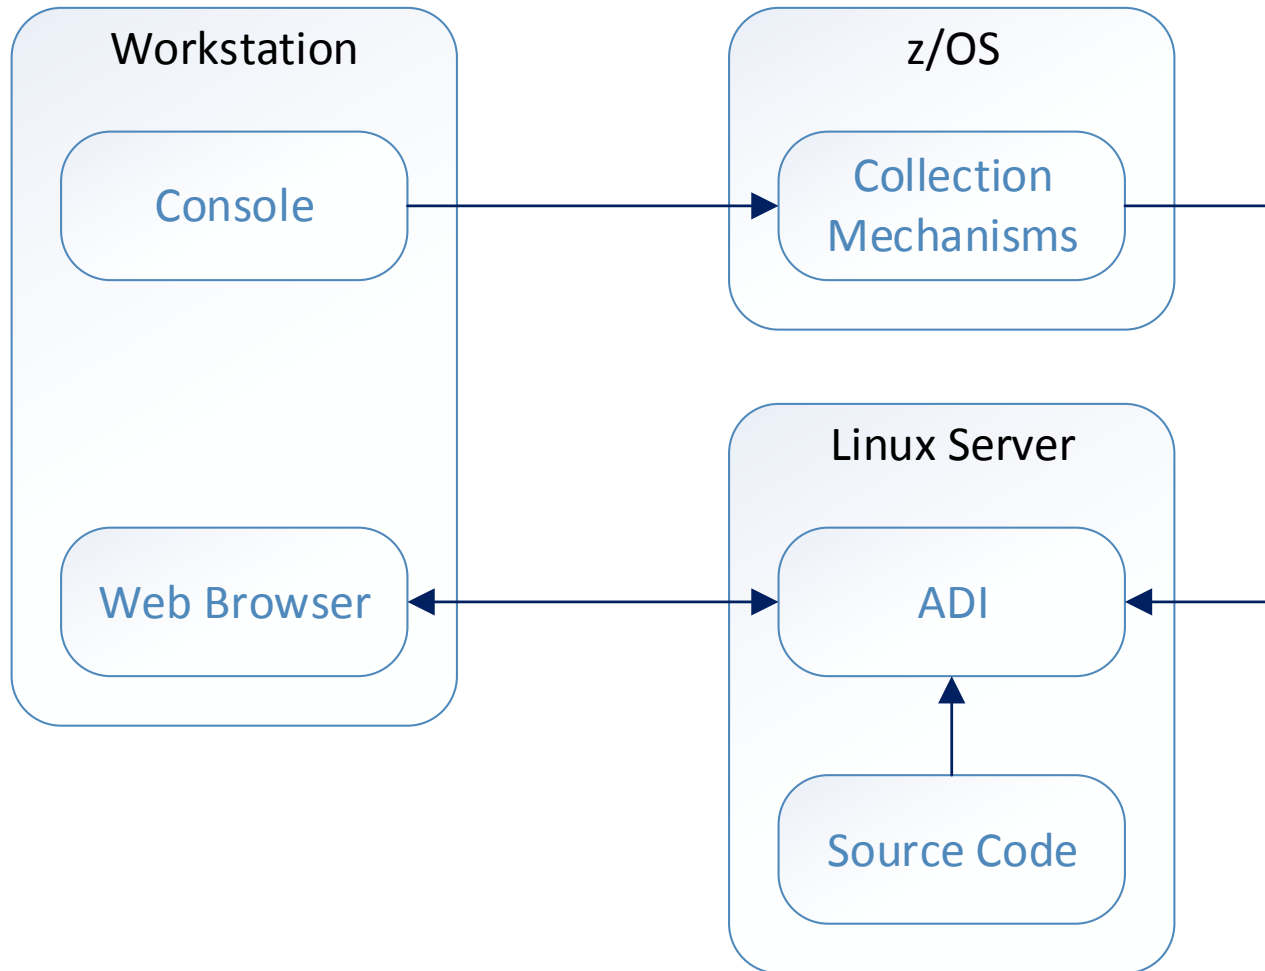 Workstation
Console
Web Browser
z/OS
Collection
Mechanisms
Linux Server
ADI
Source Code